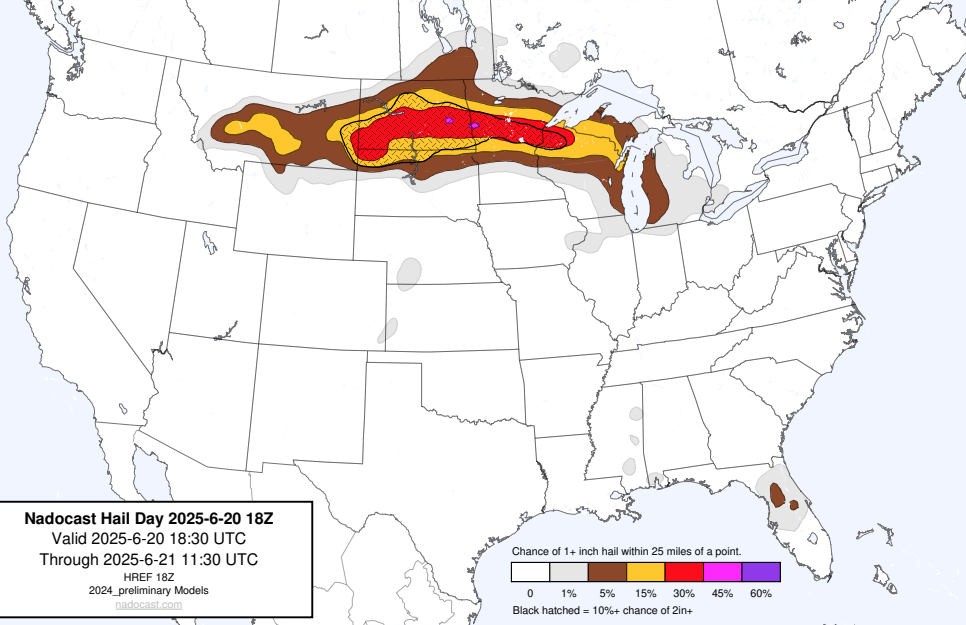 Nadocast Hail Day 2025-6-20 18Z
Valid 2025-6-20 18:30 UTC
Through 2025-6-21 11:30 UTC
HREF 18Z
2024_preliminary Models
nadocast.com
Chance of 1+ inch hail within 25 miles of a point.
0 1% 5% 15% 30% 45% 60%
Black hatched = 10%+ chance of 2in+